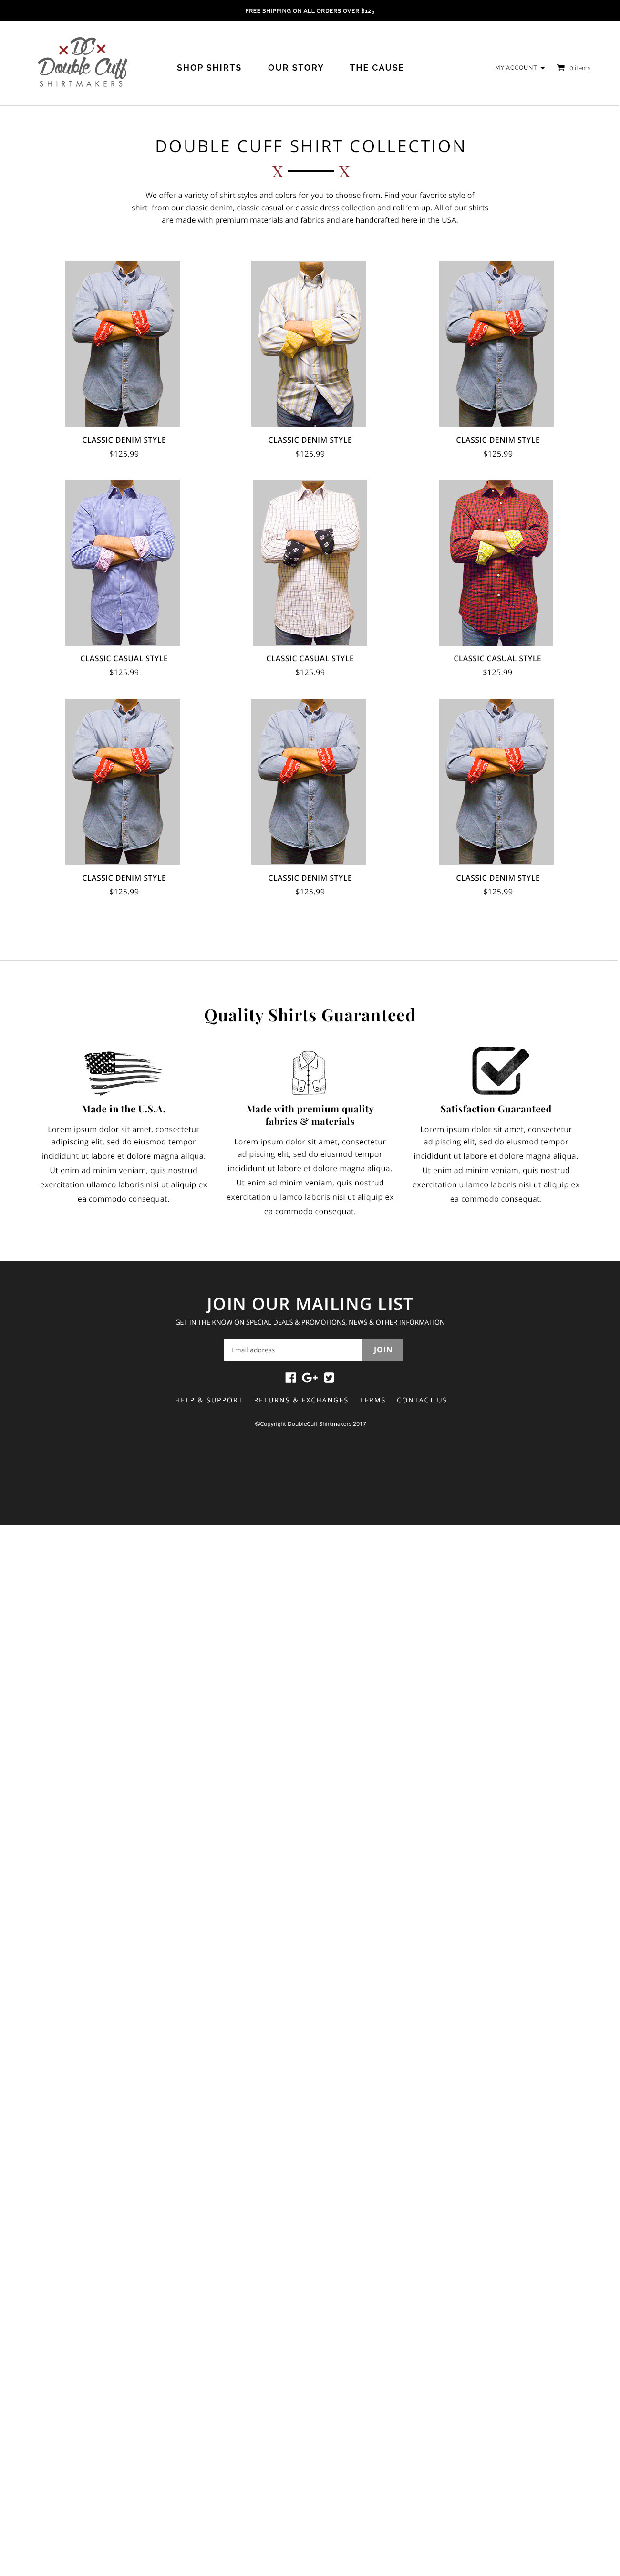 FREE SHIPPING ON ALL ORDERS OVER $125
DC
Double Cuff
SHIRTMAKERS
SHOP SHIRTS OUR STORY THE CAUSE
MY ACCOUNT 0 items
DOUBLE CUFF SHIRT COLLECTION
X X
We offer a variety of shirt styles and colors for you to choose from. Find your favorite style of
shirt from our classic denim, classic casual or classic dress collection and roll 'em up. All of our shirts
are made with premium materials and fabrics and are handcrafted here in the USA.
CLASSIC DENIM STYLE
$125.99
CLASSIC DENIM STYLE
$125.99
CLASSIC DENIM STYLE
$125.99
CLASSIC CASUAL STYLE
$125.99
CLASSIC CASUAL STYLE
$125.99
CLASSIC CASUAL STYLE
$125.99
CLASSIC DENIM STYLE
$125.99
CLASSIC DENIM STYLE
$125.99
CLASSIC DENIM STYLE
$125.99
Quality Shirts Guaranteed
Made in the U.S.A.
Lorem ipsum dolor sit amet, consectetur
adipiscing elit, sed do eiusmod tempor
incididunt ut labore et dolore magna aliqua.
Ut enim ad minim veniam, quis nostrud
exercitation ullamco laboris nisi ut aliquip ex
ea commodo consequat.
Made with premium quality
fabrics & materials
Lorem ipsum dolor sit amet, consectetur
adipiscing elit, sed do eiusmod tempor
incididunt ut labore et dolore magna aliqua.
Ut enim ad minim veniam, quis nostrud
exercitation ullamco laboris nisi ut aliquip ex
ea commodo consequat.
Satisfaction Guaranteed
Lorem ipsum dolor sit amet, consectetur
adipiscing elit, sed do eiusmod tempor
incididunt ut labore et dolore magna aliqua.
Ut enim ad minim veniam, quis nostrud
exercitation ullamco laboris nisi ut aliquip ex
ea commodo consequat.
JOIN OUR MAILING LIST
GET IN THE KNOW ON SPECIAL DEALS & PROMOTIONS, NEWS & OTHER INFORMATION
Email address JOIN
HELP & SUPPORT RETURNS & EXCHANGES TERMS CONTACT US
©Copyright DoubleCuff Shirtmakers 2017